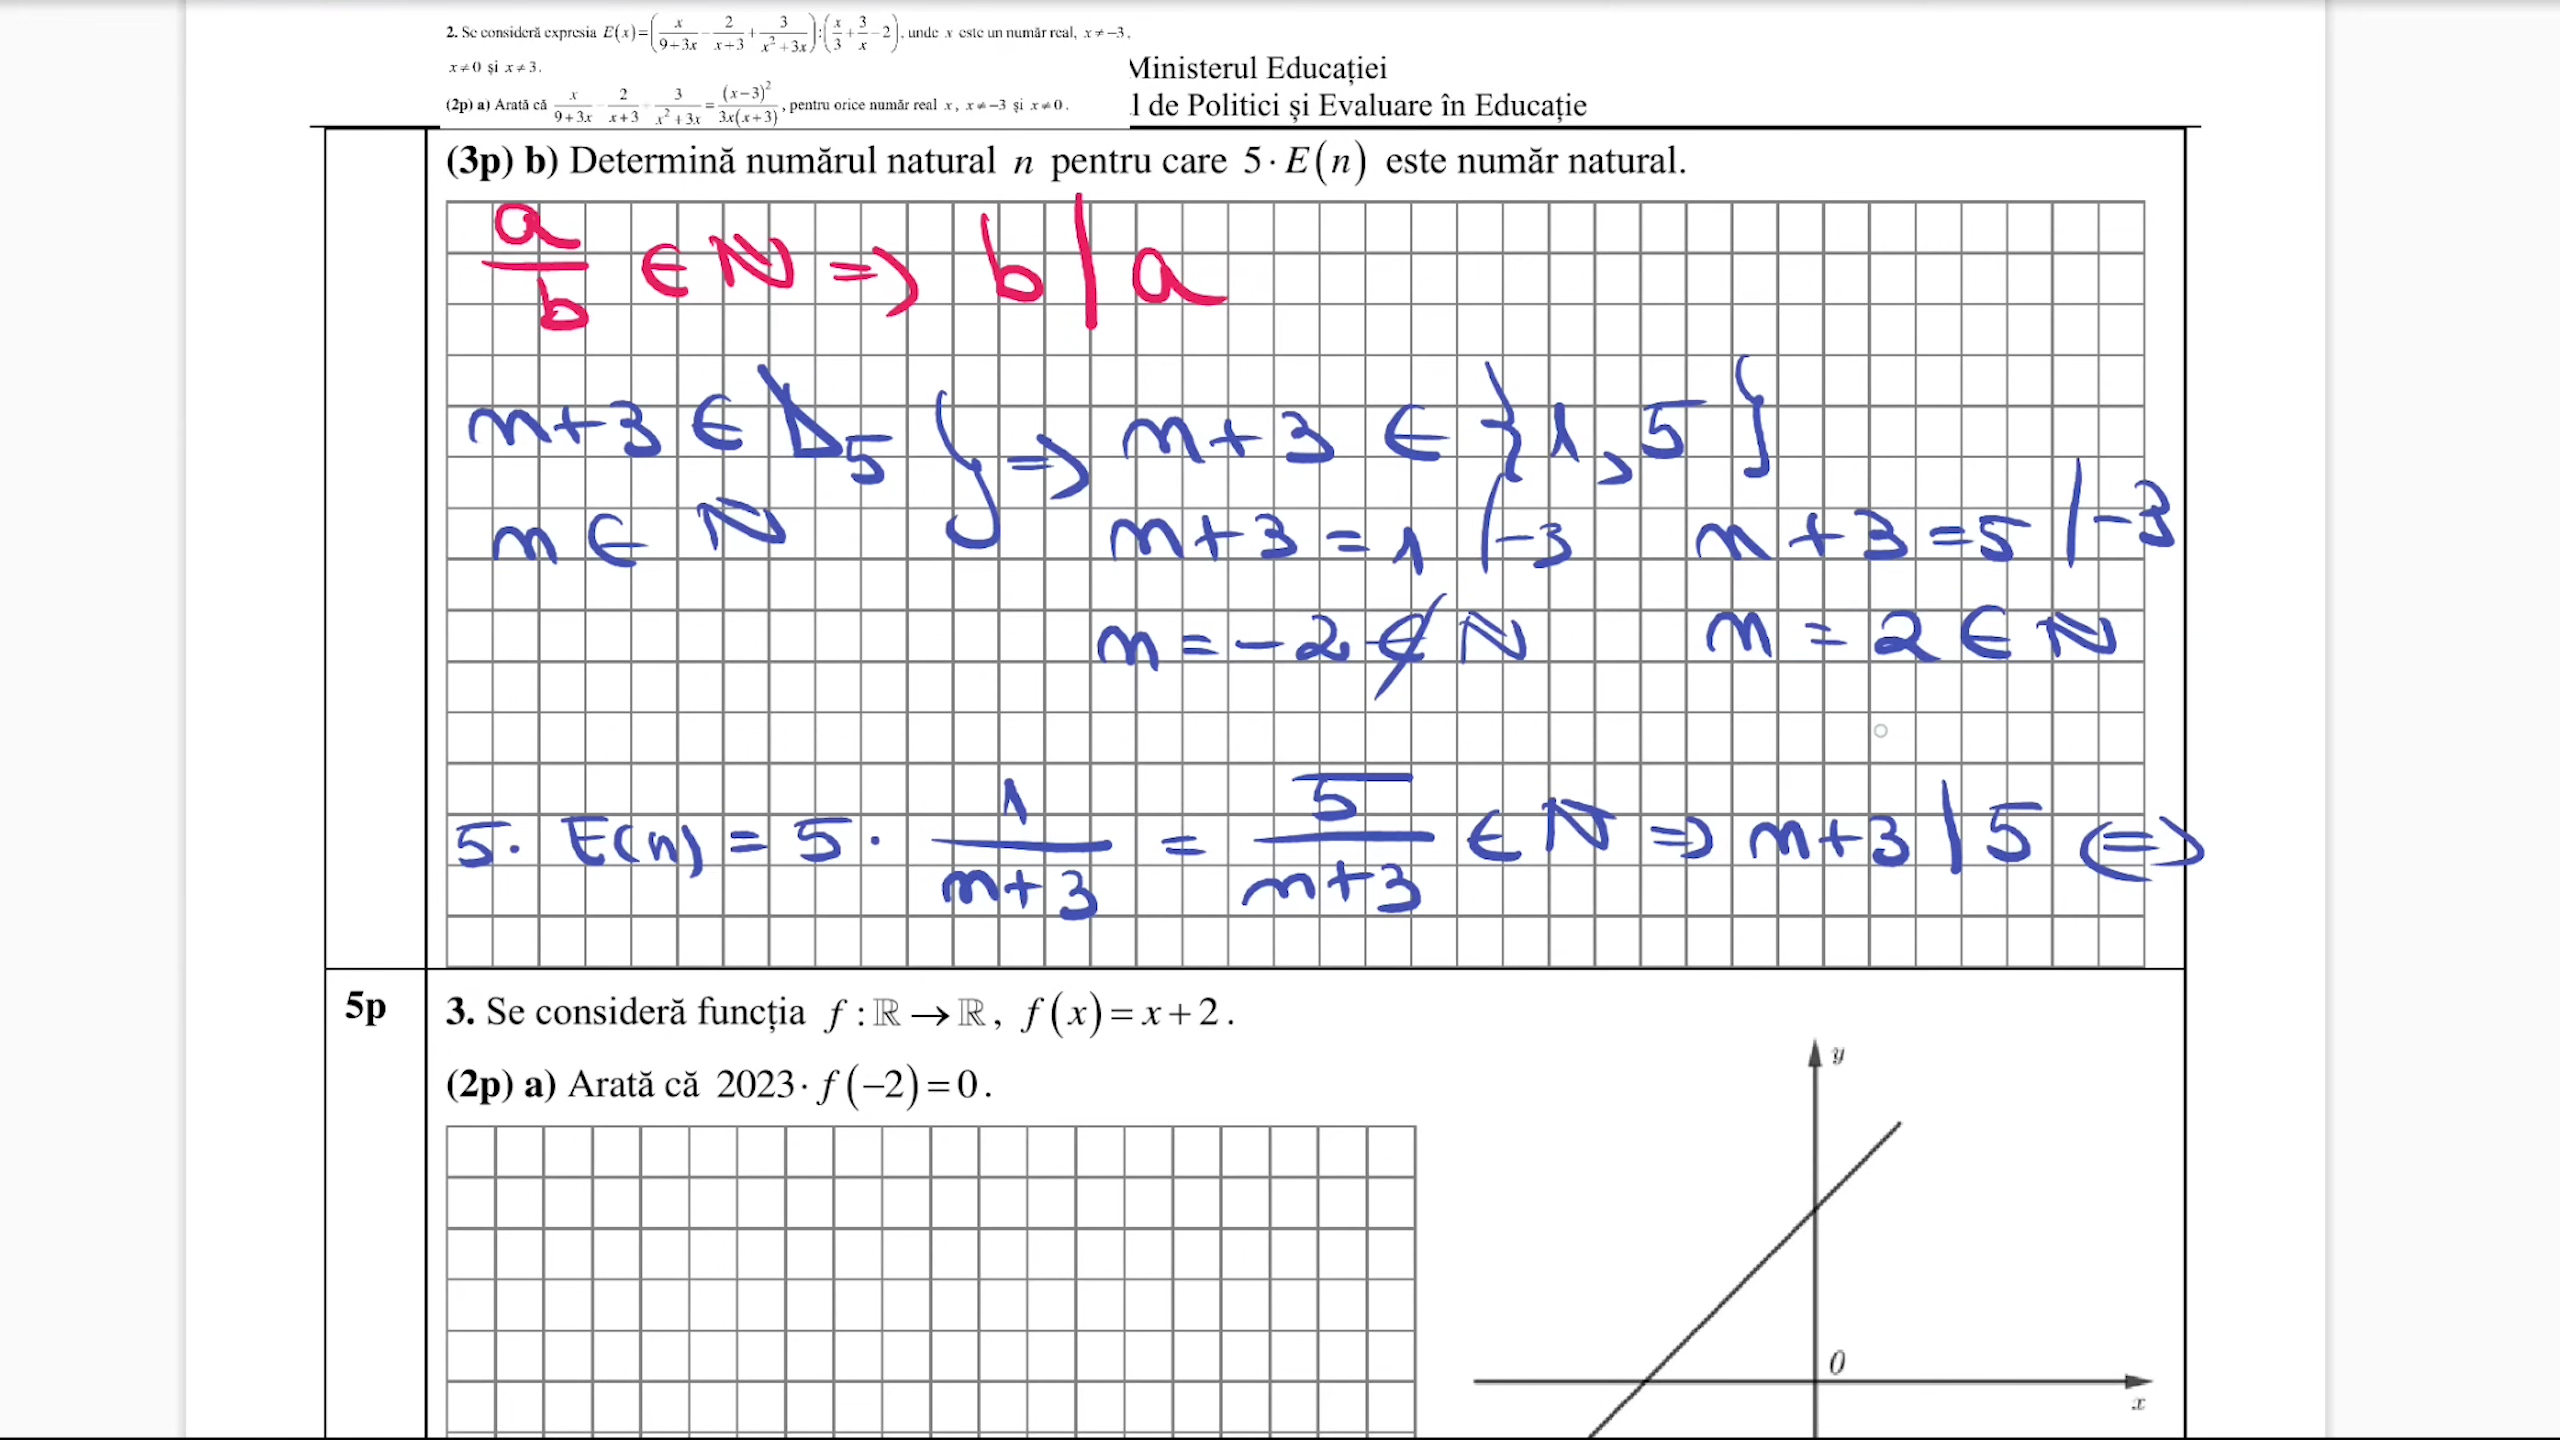 2. Se consideră expresia E(x)=(x/(9+3x) − 2/(x+3) + 3/(x²+3x)):(x/3 + 3/x − 2), unde x este un număr real, x≠−3,
x≠0 și x≠3.
Ministerul Educației
(2p) a) Arată că x/(9+3x) − 2/(x+3) + 3/(x²+3x) = (x−3)²/(3x(x+3)), pentru orice număr real x, x≠−3 și x≠0.
l de Politici și Evaluare în Educație
(3p) b) Determină numărul natural n pentru care 5·E(n) este număr natural.
a/b ∈ ℕ => b | a
n+3 ∈ D5 } => n+3 ∈ {1, 5}
n ∈ ℕ
n+3 = 1 |-3 n+3 = 5 |-3
n = -2 ∉ ℕ n = 2 ∈ ℕ
5· E(n) = 5· 1/(n+3) = 5/(n+3) ∈ ℕ => n+3 | 5 <=>
5p
3. Se consideră funcția f:ℝ→ℝ, f(x)=x+2.
(2p) a) Arată că 2023·f(−2)=0.
y
0
x